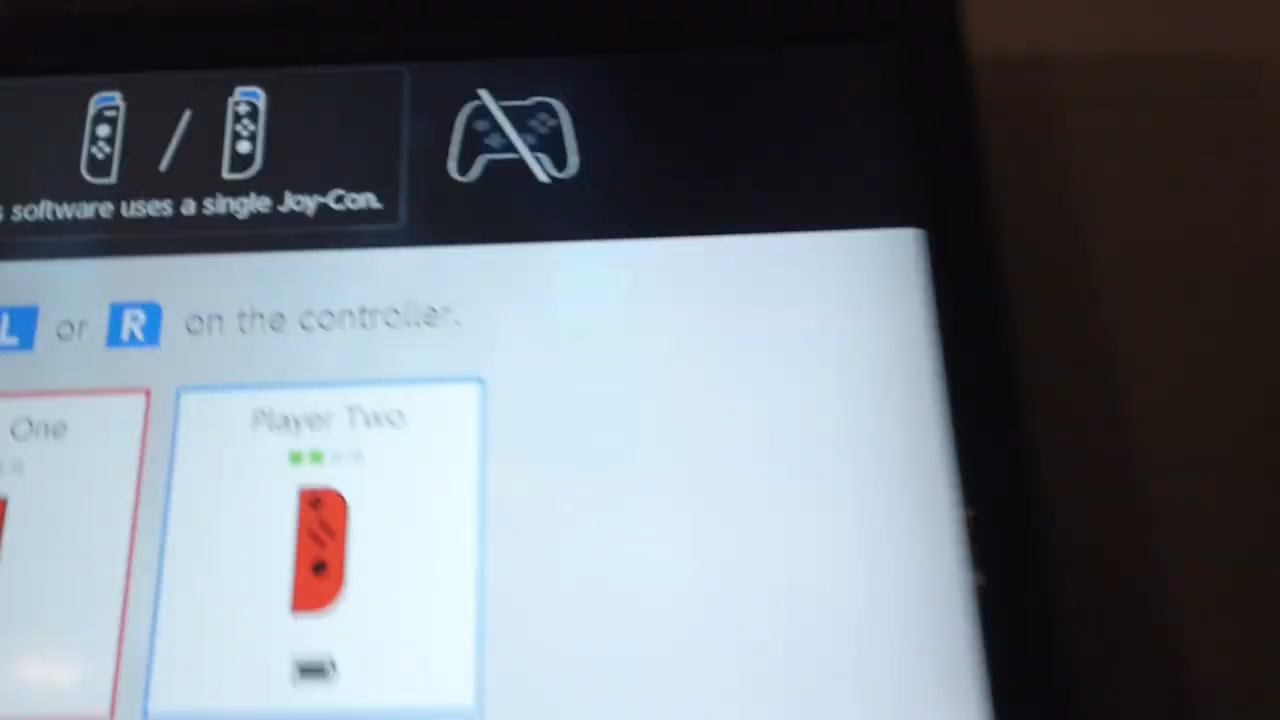 software uses a single Joy-Con.
L or R on the controller.
One
Player Two